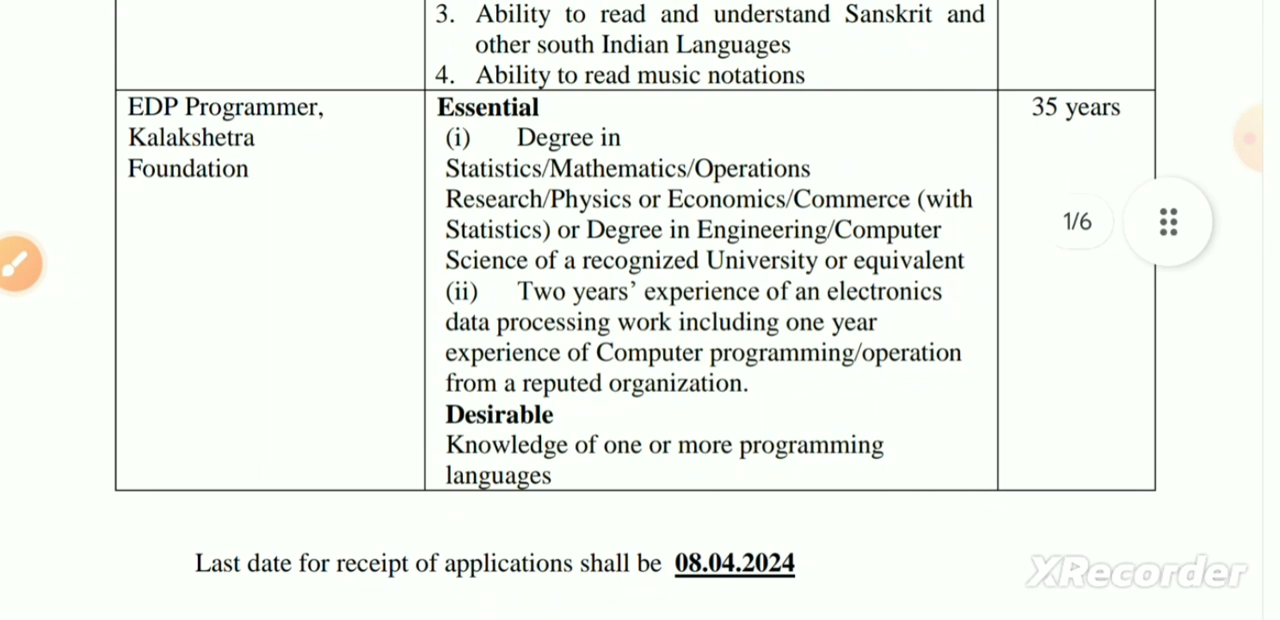 3. Ability to read and understand Sanskrit and
other south Indian Languages
4. Ability to read music notations
EDP Programmer,
Kalakshetra
Foundation
Essential
(i) Degree in
Statistics/Mathematics/Operations
Research/Physics or Economics/Commerce (with
Statistics) or Degree in Engineering/Computer
Science of a recognized University or equivalent
(ii) Two years’ experience of an electronics
data processing work including one year
experience of Computer programming/operation
from a reputed organization.
Desirable
Knowledge of one or more programming
languages
35 years
1/6
Last date for receipt of applications shall be 08.04.2024
XRecorder